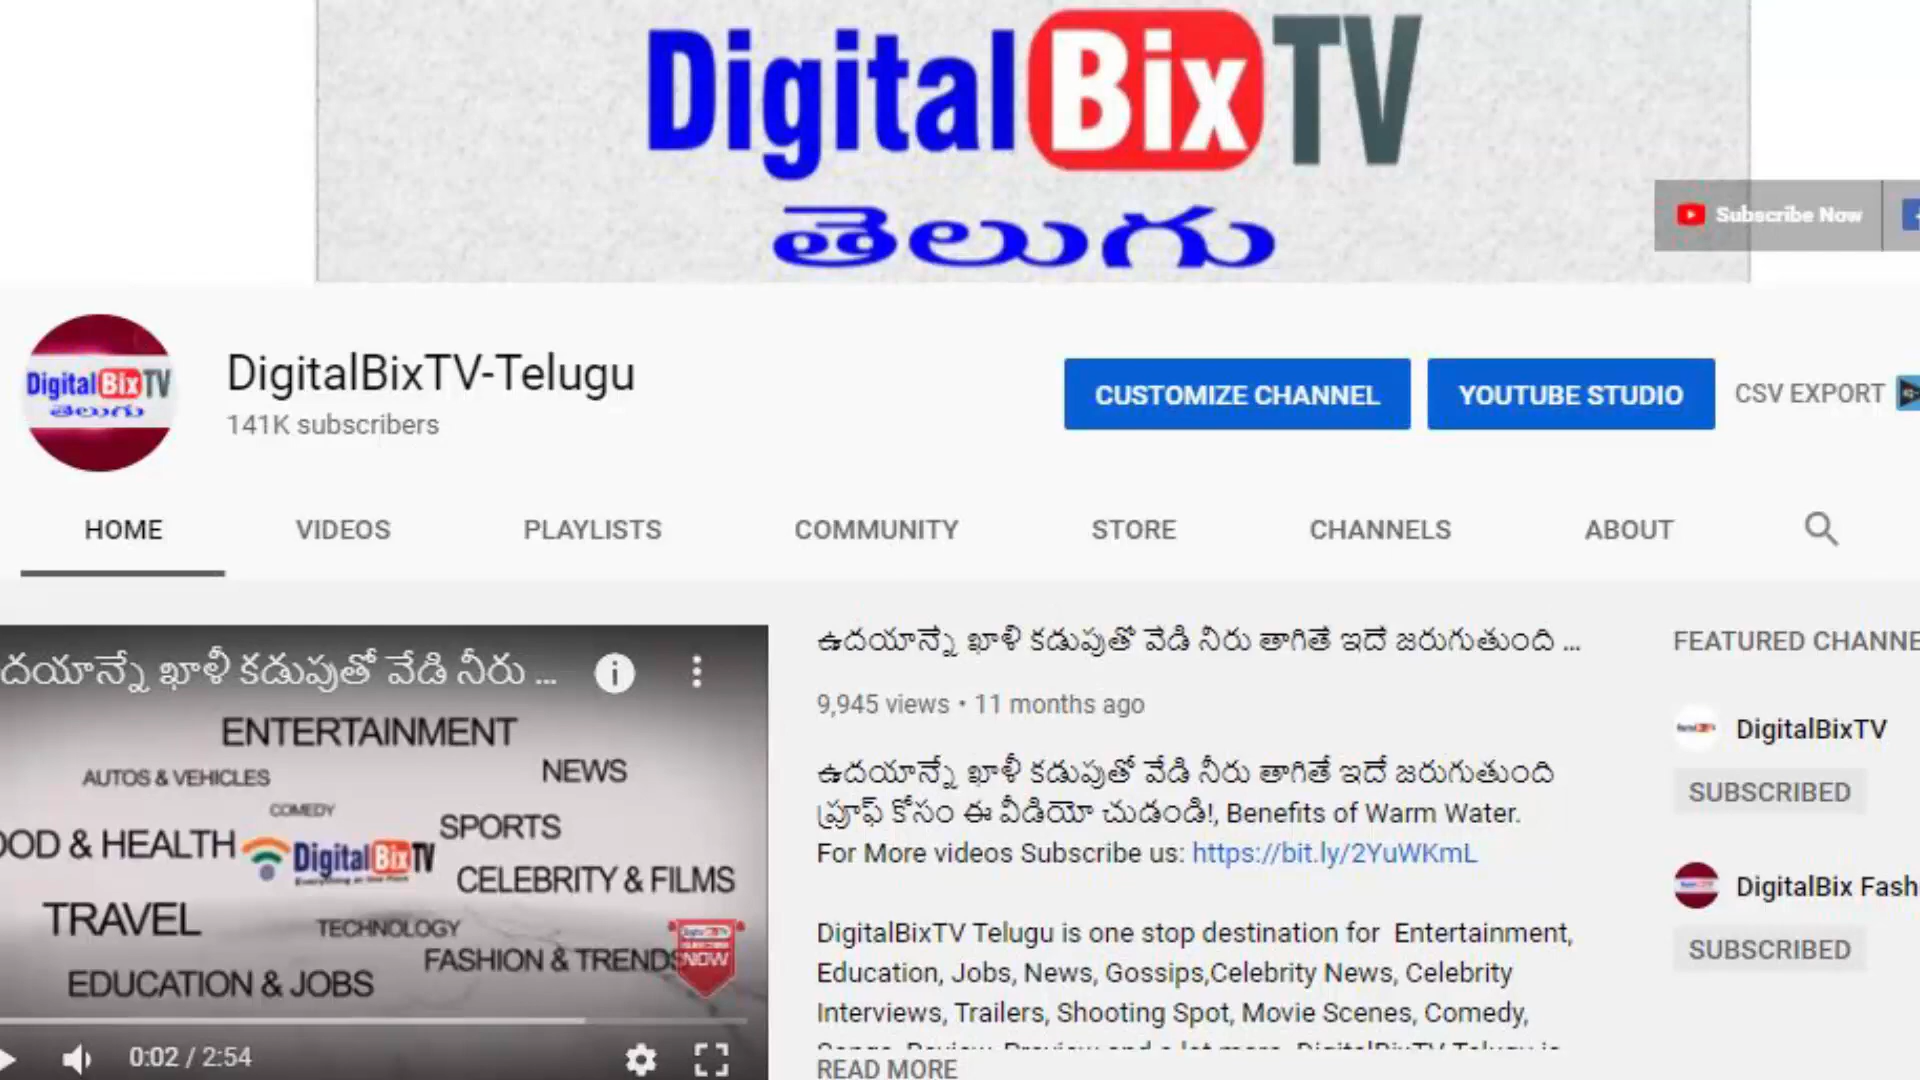 DigitalBixTV
తెలుగు
Subscribe Now
DigitalBixTV
తెలుగు
DigitalBixTV-Telugu
141K subscribers
CUSTOMIZE CHANNEL
YOUTUBE STUDIO
CSV EXPORT
HOME
VIDEOS
PLAYLISTS
COMMUNITY
STORE
CHANNELS
ABOUT
దయాన్నే ఖాళీ కడుపుతో వేడి నీరు ...
ENTERTAINMENT
AUTOS & VEHICLES
NEWS
COMEDY
SPORTS
OOD & HEALTH
DigitalBixTV
CELEBRITY & FILMS
TRAVEL
TECHNOLOGY
FASHION & TRENDS
NOW
EDUCATION & JOBS
0:02 / 2:54
ఉదయాన్నే ఖాళీ కడుపుతో వేడి నీరు తాగితే ఇదే జరుగుతుంది ...
9,945 views • 11 months ago
ఉదయాన్నే ఖాళీ కడుపుతో వేడి నీరు తాగితే ఇదే జరుగుతుంది
ప్రూఫ్ కోసం ఈ వీడియో చుడండి!, Benefits of Warm Water.
For More videos Subscribe us: https://bit.ly/2YuWKmL
DigitalBixTV Telugu is one stop destination for Entertainment,
Education, Jobs, News, Gossips,Celebrity News, Celebrity
Interviews, Trailers, Shooting Spot, Movie Scenes, Comedy,
READ MORE
FEATURED CHANNE
DigitalBixTV
SUBSCRIBED
DigitalBix Fash
SUBSCRIBED